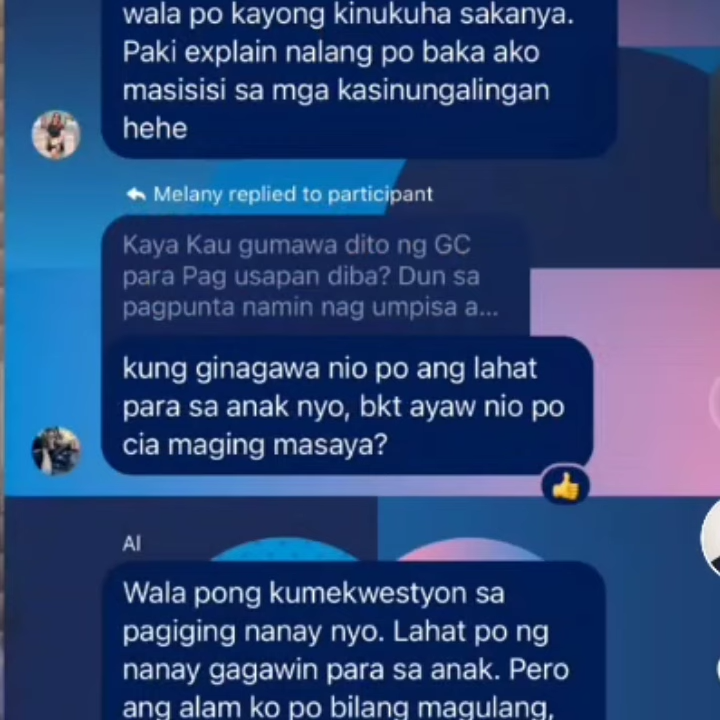 wala po kayong kinukuha sakanya.
Paki explain nalang po baka ako
masisisi sa mga kasinungalingan
hehe
Melany replied to participant
Kaya Kau gumawa dito ng GC
para Pag usapan diba? Dun sa
pagpunta namin nag umpisa a...
kung ginagawa nio po ang lahat
para sa anak nyo, bkt ayaw nio po
cia maging masaya?
Al
Wala pong kumekwestyon sa
pagiging nanay nyo. Lahat po ng
nanay gagawin para sa anak. Pero
ang alam ko po bilang magulang,